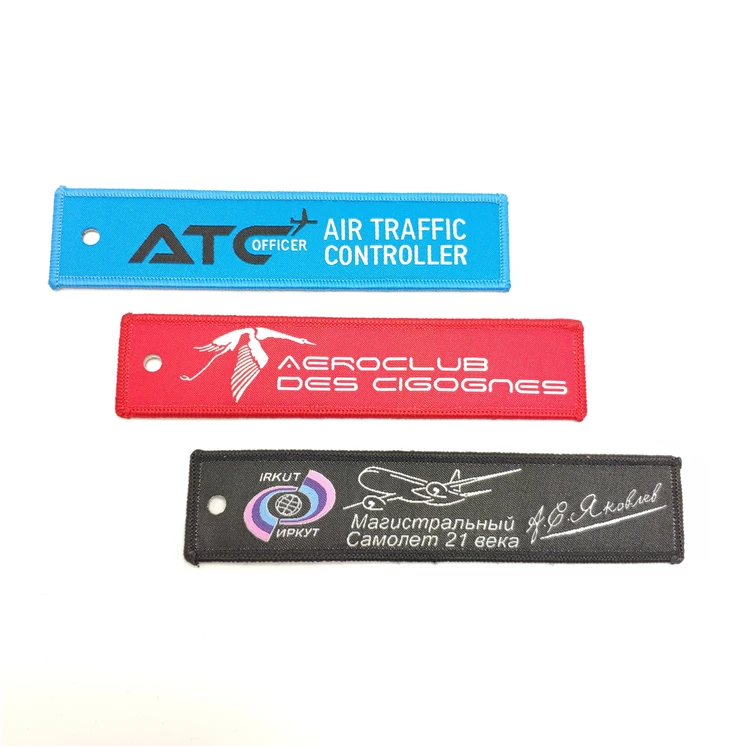 ATC OFFICER AIR TRAFFIC
CONTROLLER
AEROCLUB
DES CIGOGNES
IRKUT
ИРКУТ
Магистральный
Самолет 21 века
А.С.Яковлев